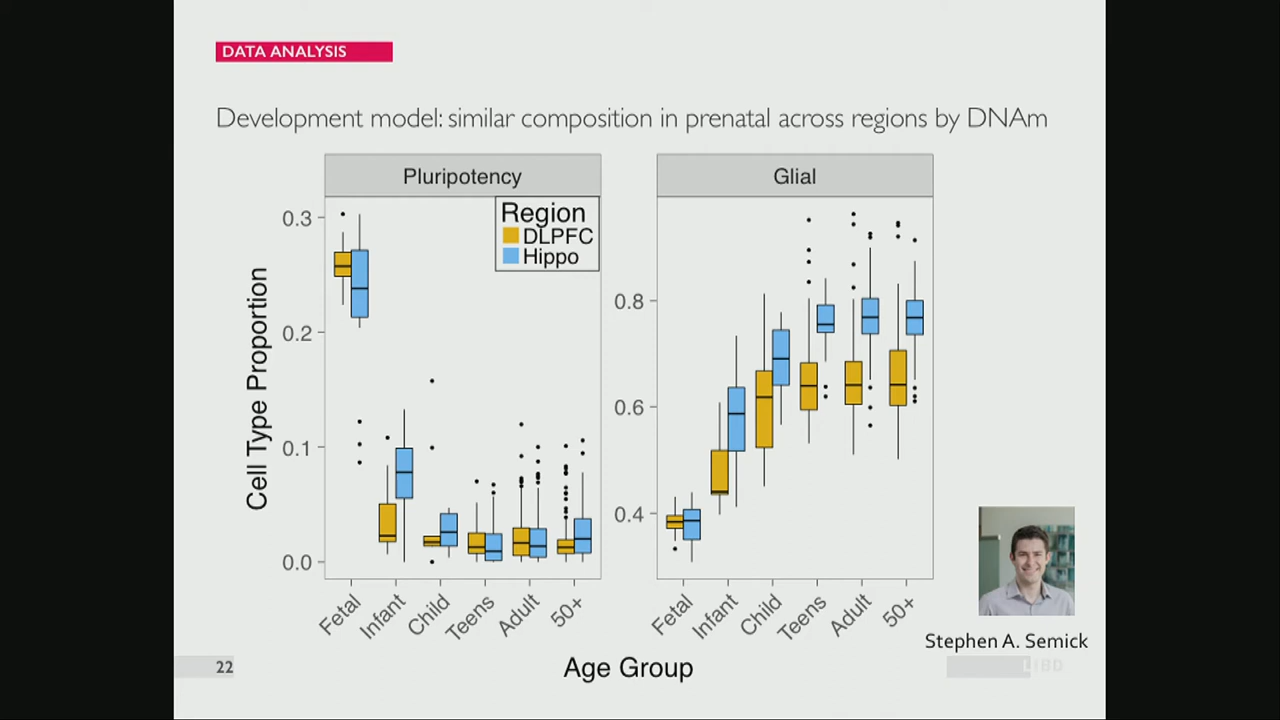 DATA ANALYSIS
Development model: similar composition in prenatal across regions by DNAm
Pluripotency
Glial
Region
DLPFC
Hippo
Cell Type Proportion
0.3
0.2
0.1
0.0
0.8
0.6
0.4
Fetal
Infant
Child
Teens
Adult
50+
Fetal
Infant
Child
Teens
Adult
50+
Age Group
Stephen A. Semick
22
LIBD